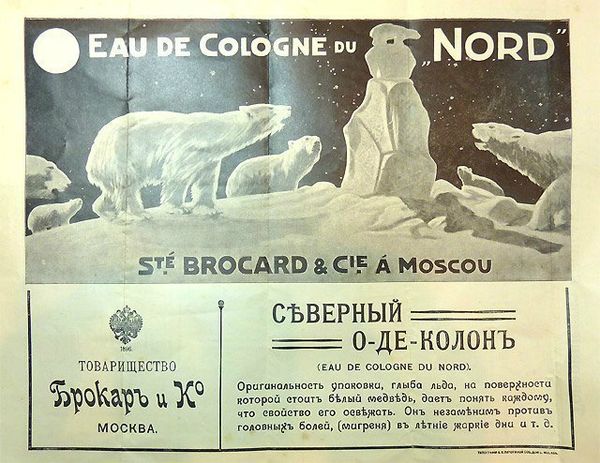 EAU DE COLOGNE DU „NORD"
STÉ BROCARD & CIE Á MOSCOU
1896.
ТОВАРИЩЕСТВО
Брокаръ и Ко
МОСКВА.
СѢВЕРНЫЙ
О-ДЕ-КОЛОНЪ
(EAU DE COLOGNE DU NORD).
Оригинальность упаковки, глыба льда, на поверхности
которой стоитъ бѣлый медвѣдь, даетъ понять каждому,
что свойство его освѣжать. Онъ незамѣнимъ противъ
головныхъ болей, (мигреня) въ лѣтніе жаркіе дни и т. д.